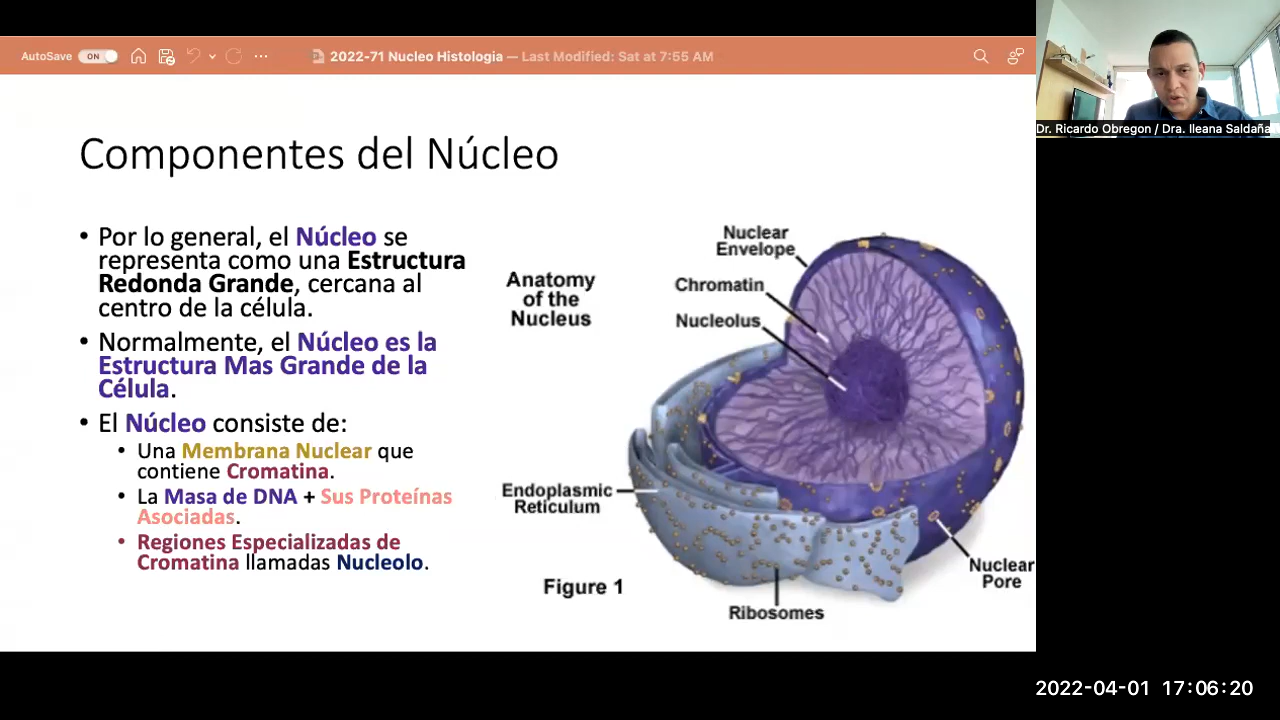 AutoSave ON 2022-71 Nucleo Histologia — Last Modified: Sat at 7:55 AM
Dr. Ricardo Obregon / Dra. Ileana Saldaña
Componentes del Núcleo
• Por lo general, el Núcleo se
representa como una Estructura
Redonda Grande, cercana al
centro de la célula.
• Normalmente, el Núcleo es la
Estructura Mas Grande de la
Célula.
• El Núcleo consiste de:
• Una Membrana Nuclear que
contiene Cromatina.
• La Masa de DNA + Sus Proteínas
Asociadas.
• Regiones Especializadas de
Cromatina llamadas Nucleolo.
Anatomy
of the
Nucleus
Nuclear
Envelope
Chromatin
Nucleolus
Endoplasmic
Reticulum
Figure 1
Ribosomes
Nuclear
Pore
2022-04-01 17:06:20